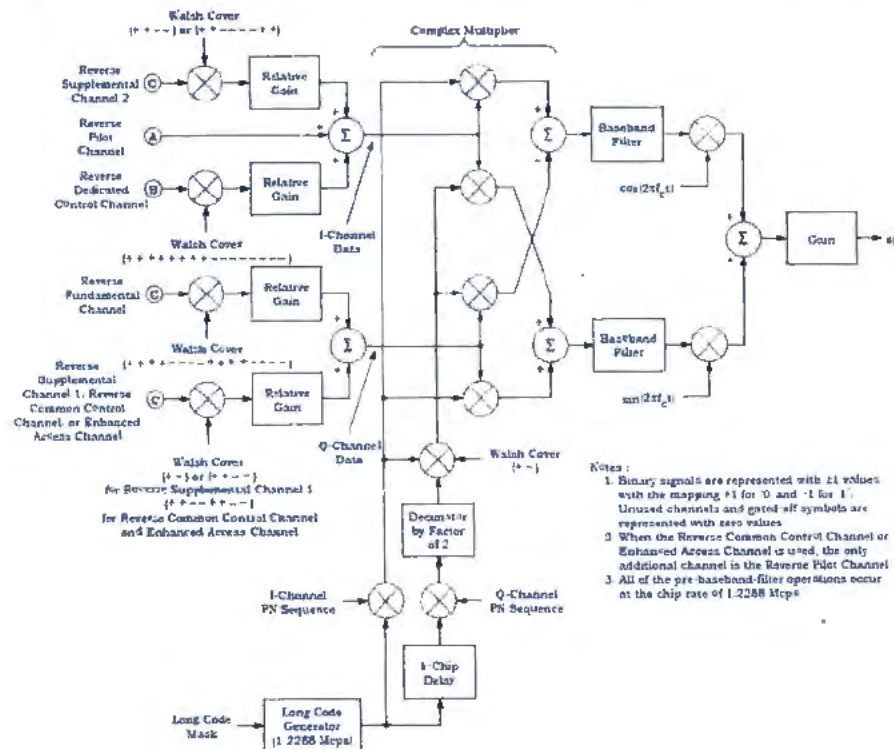 Walsh Cover
(+ + - -) or (+ + - - - - + +)
Complex Multiplier
Reverse
Supplemental
Channel 2
C
Relative
Gain
Reverse
Pilot
Channel
A
Σ
Σ
Baseband
Filter
cos(2πf_c t)
Reverse
Dedicated
Control Channel
B
Relative
Gain
I-Channel
Data
Walsh Cover
Σ
Gain
Reverse
Fundamental
Channel
C
Relative
Gain
Walsh Cover
Σ
Σ
Baseband
Filter
sin(2πf_c t)
Reverse
Supplemental
Channel 1, Reverse
Common Control
Channel, or Enhanced
Access Channel
C
Relative
Gain
Q-Channel
Data
Walsh Cover
(+ -) or (+ + - -)
for Reverse Supplemental Channel 1
(+ + - - + + - -)
for Reverse Common Control Channel
and Enhanced Access Channel
Walsh Cover
(+ -)
Decimator
by Factor
of 2
I-Channel
PN Sequence
Q-Channel
PN Sequence
1-Chip
Delay
Long Code
Mask
Long Code
Generator
(1.2288 Mcps)
Notes :
1. Binary signals are represented with ±1 values
with the mapping +1 for '0' and -1 for '1'.
Unused channels and gated-off symbols are
represented with zero values
2 When the Reverse Common Control Channel or
Enhanced Access Channel is used, the only
additional channel is the Reverse Pilot Channel
3. All of the pre-baseband-filter operations occur
at the chip rate of 1.2288 Mcps